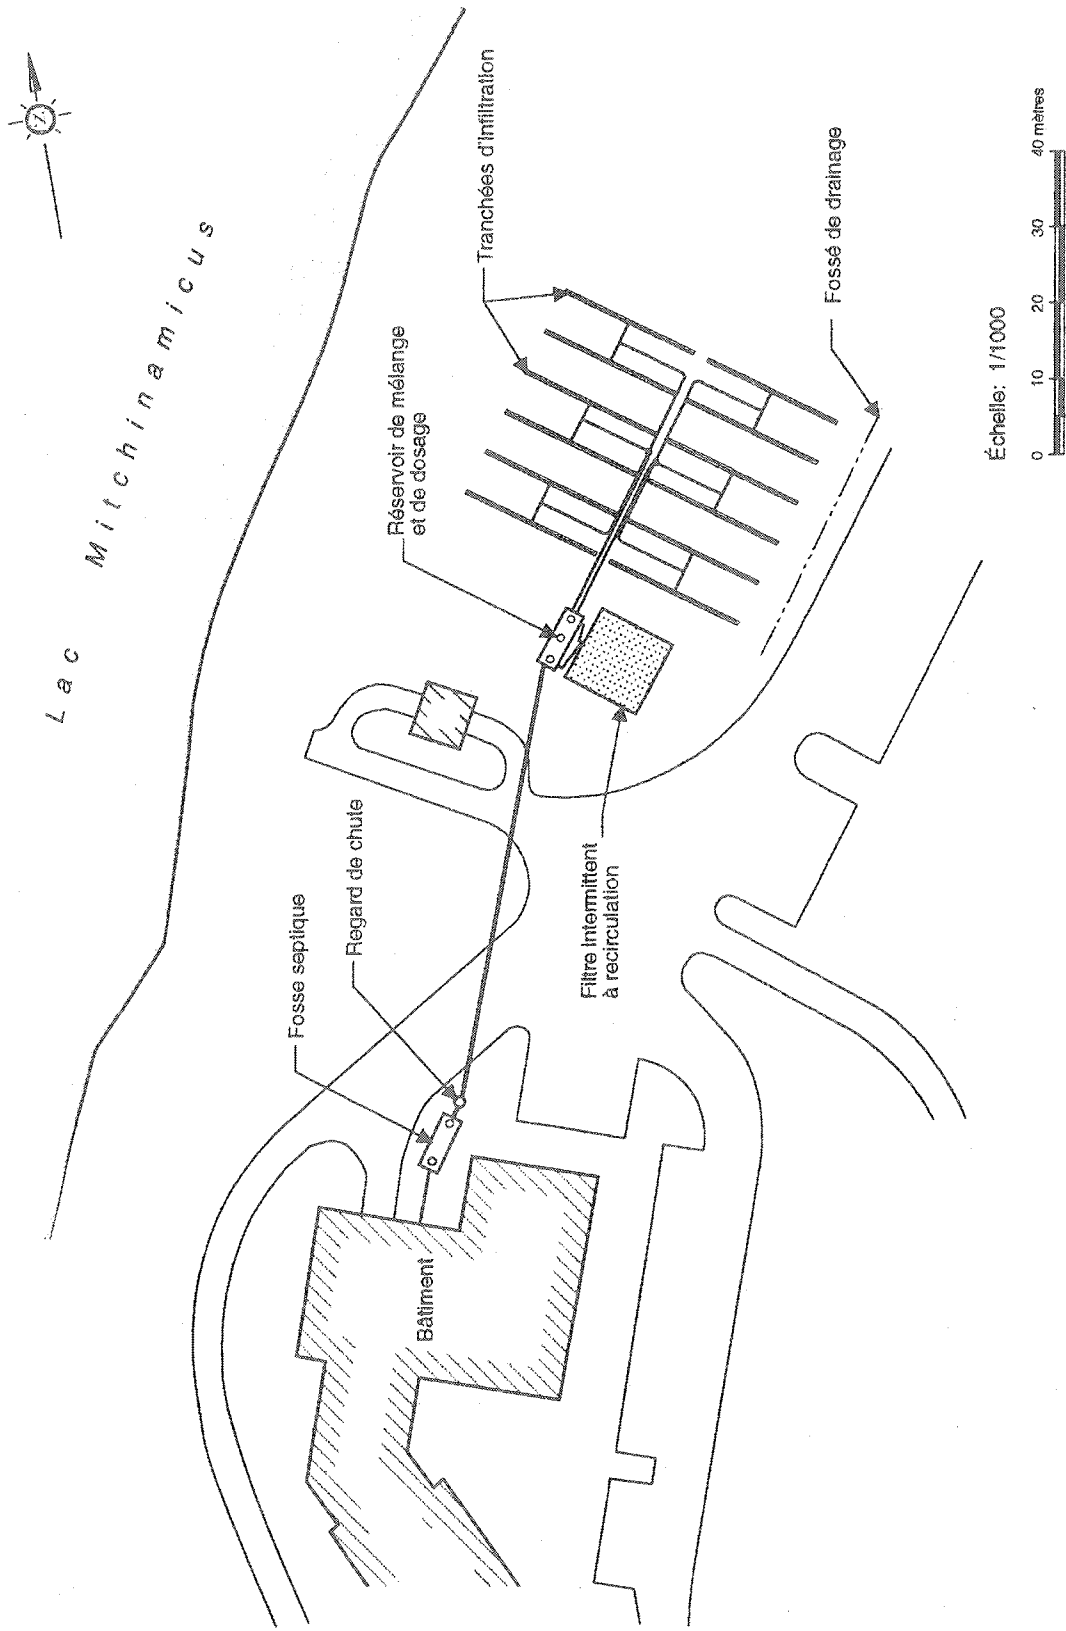 Lac Mitchinamicus
N
Tranchées d'Infiltration
Réservoir de mélange
et de dosage
Fossé de drainage
Regard de chute
Fosse septique
Filtre Intermittent
à recirculation
Bâtiment
Échelle: 1/1000
0 10 20 30 40 mètres